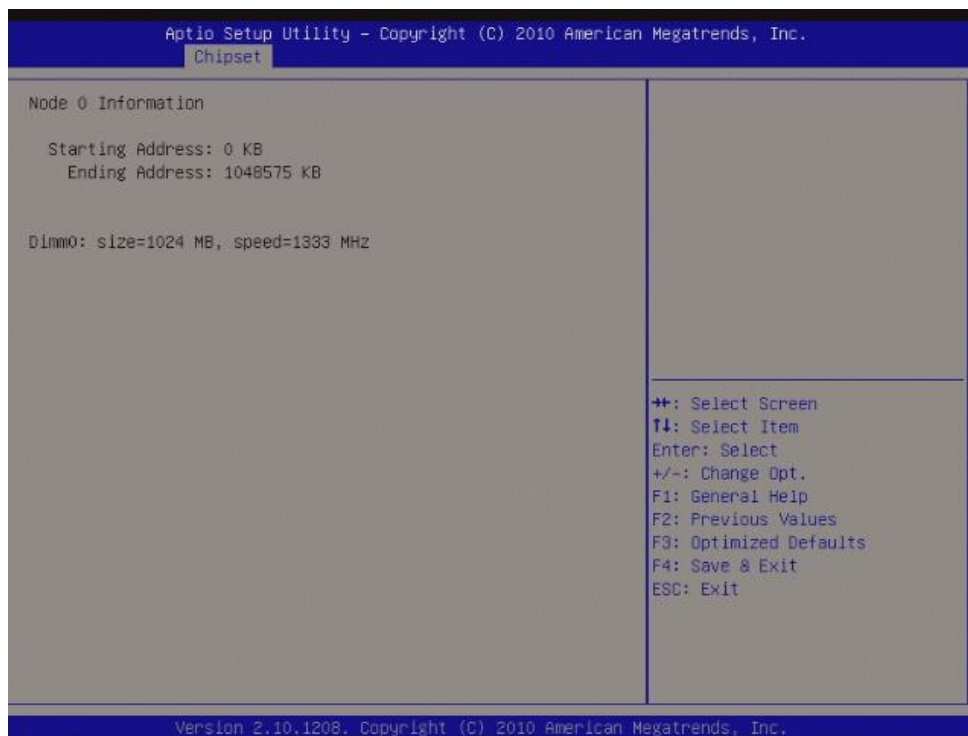 Aptio Setup Utility – Copyright (C) 2010 American Megatrends, Inc.
Chipset
Node 0 Information
Starting Address: 0 KB
Ending Address: 1048575 KB
Dimm0: size=1024 MB, speed=1333 MHz
→←: Select Screen
↑↓: Select Item
Enter: Select
+/-: Change Opt.
F1: General Help
F2: Previous Values
F3: Optimized Defaults
F4: Save & Exit
ESC: Exit
Version 2.10.1208. Copyright (C) 2010 American Megatrends, Inc.